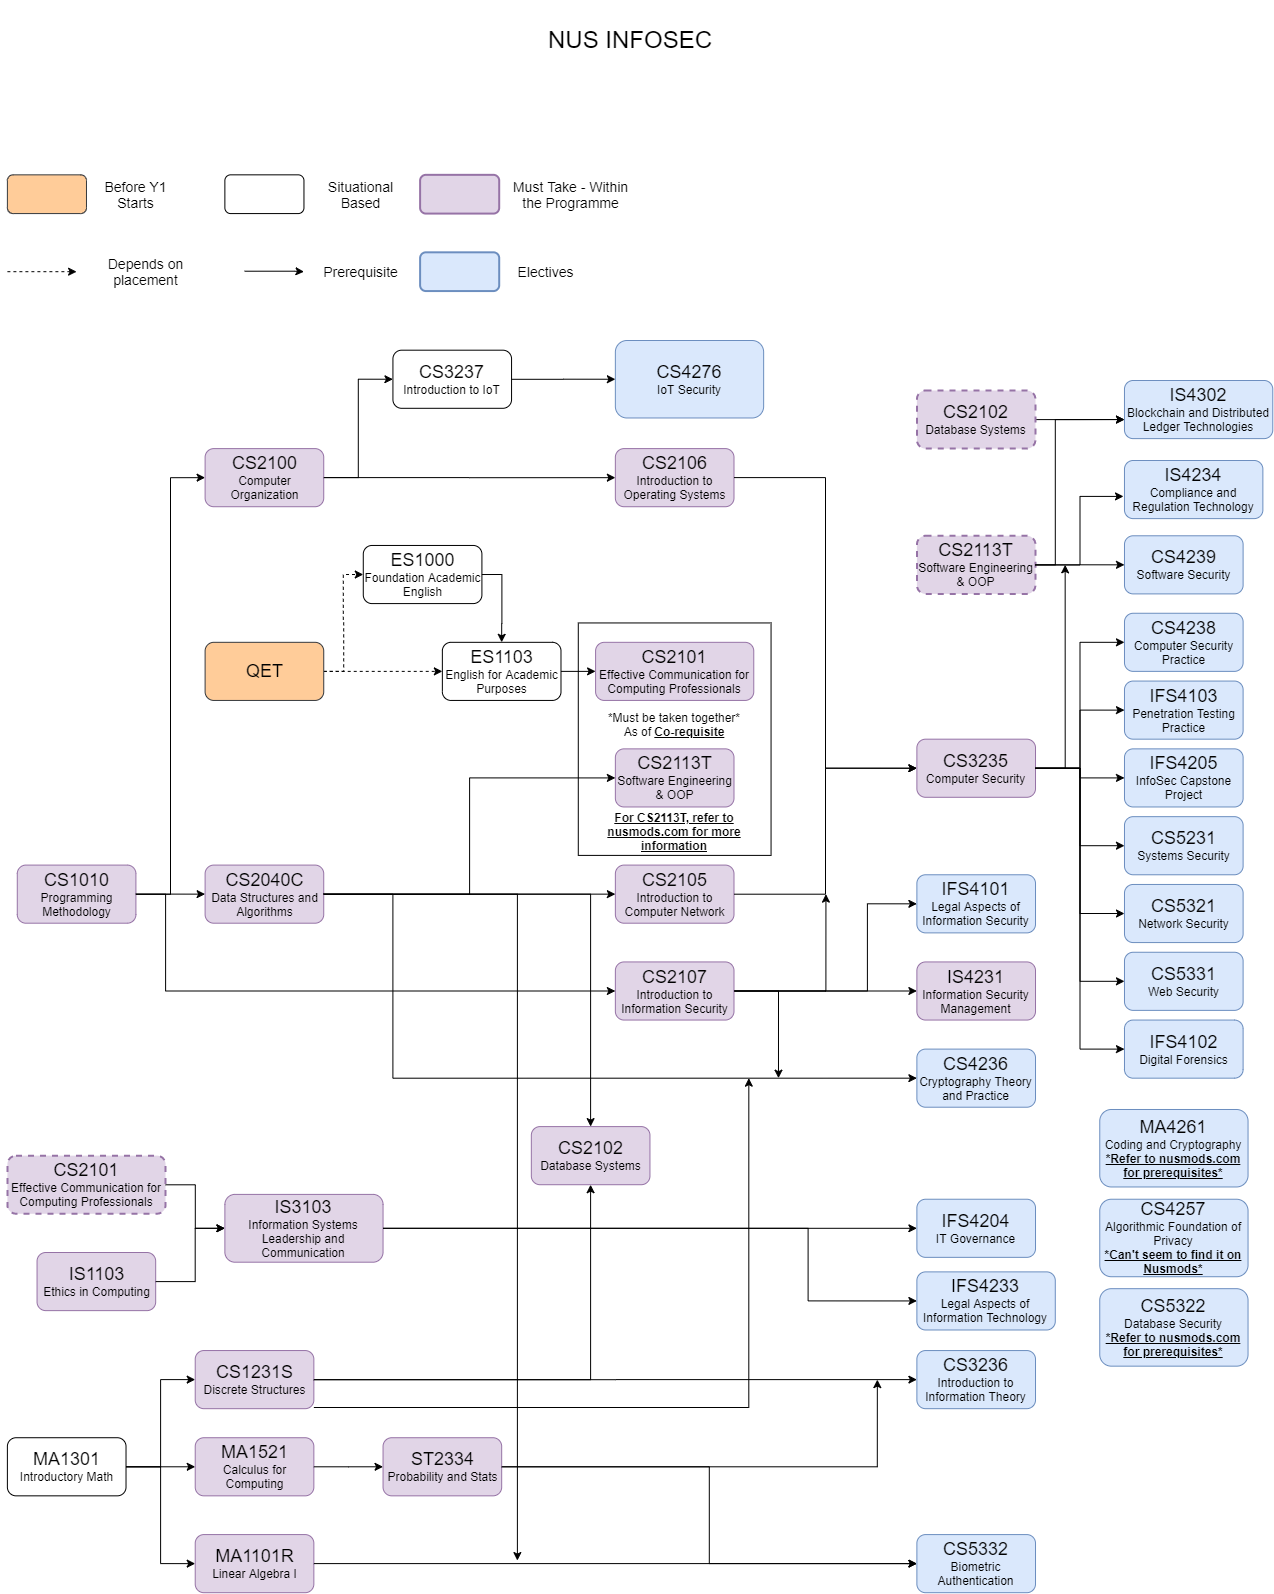 NUS INFOSEC
Before Y1
Starts
Situational
Based
Must Take - Within
the Programme
Depends on
placement
Prerequisite
Electives
CS3237
Introduction to IoT
CS4276
IoT Security
CS2102
Database Systems
IS4302
Blockchain and Distributed
Ledger Technologies
CS2100
Computer
Organization
CS2106
Introduction to
Operating Systems
IS4234
Compliance and
Regulation Technology
CS2113T
Software Engineering
& OOP
CS4239
Software Security
ES1000
Foundation Academic
English
QET
ES1103
English for Academic
Purposes
CS2101
Effective Communication for
Computing Professionals
*Must be taken together*
As of Co-requisite
CS2113T
Software Engineering
& OOP
For CS2113T, refer to
nusmods.com for more
information
CS4238
Computer Security
Practice
IFS4103
Penetration Testing
Practice
CS3235
Computer Security
IFS4205
InfoSec Capstone
Project
CS5231
Systems Security
CS1010
Programming
Methodology
CS2040C
Data Structures and
Algorithms
CS2105
Introduction to
Computer Network
IFS4101
Legal Aspects of
Information Security
CS5321
Network Security
CS2107
Introduction to
Information Security
IS4231
Information Security
Management
CS5331
Web Security
IFS4102
Digital Forensics
CS4236
Cryptography Theory
and Practice
CS2102
Database Systems
MA4261
Coding and Cryptography
*Refer to nusmods.com
for prerequisites*
CS2101
Effective Communication for
Computing Professionals
IS3103
Information Systems
Leadership and
Communication
IFS4204
IT Governance
CS4257
Algorithmic Foundation of
Privacy
*Can't seem to find it on
Nusmods*
IS1103
Ethics in Computing
IFS4233
Legal Aspects of
Information Technology
CS5322
Database Security
*Refer to nusmods.com
for prerequisites*
CS1231S
Discrete Structures
CS3236
Introduction to
Information Theory
MA1301
Introductory Math
MA1521
Calculus for
Computing
ST2334
Probability and Stats
MA1101R
Linear Algebra I
CS5332
Biometric
Authentication